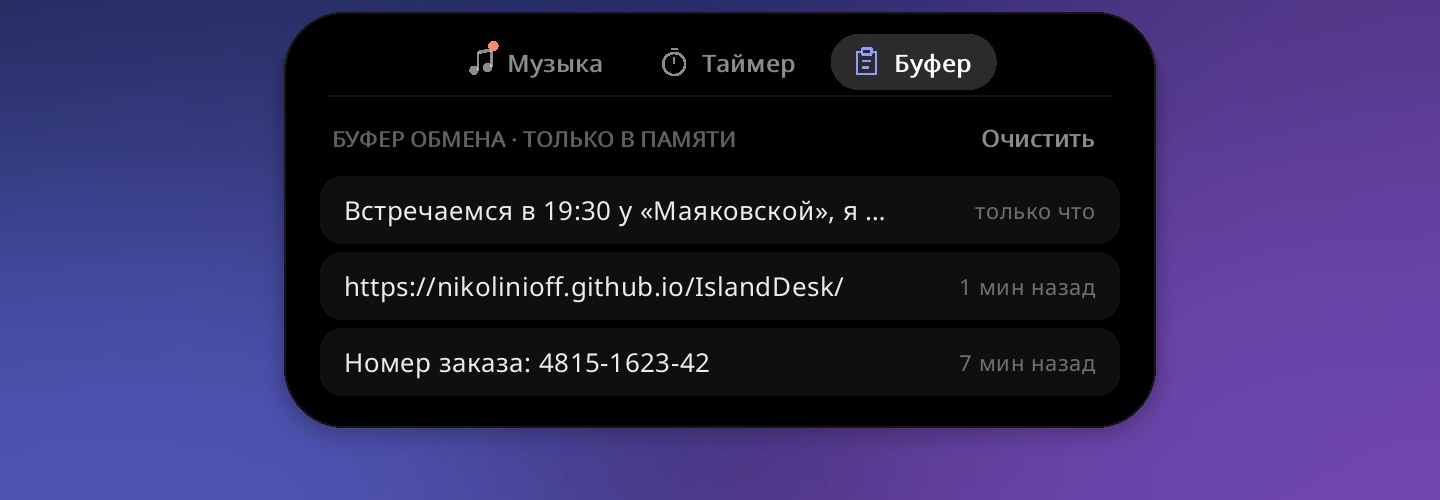 Музыка Таймер Буфер
БУФЕР ОБМЕНА · ТОЛЬКО В ПАМЯТИ Очистить
Встречаемся в 19:30 у «Маяковской», я ... только что
https://nikolinioff.github.io/IslandDesk/ 1 мин назад
Номер заказа: 4815-1623-42 7 мин назад